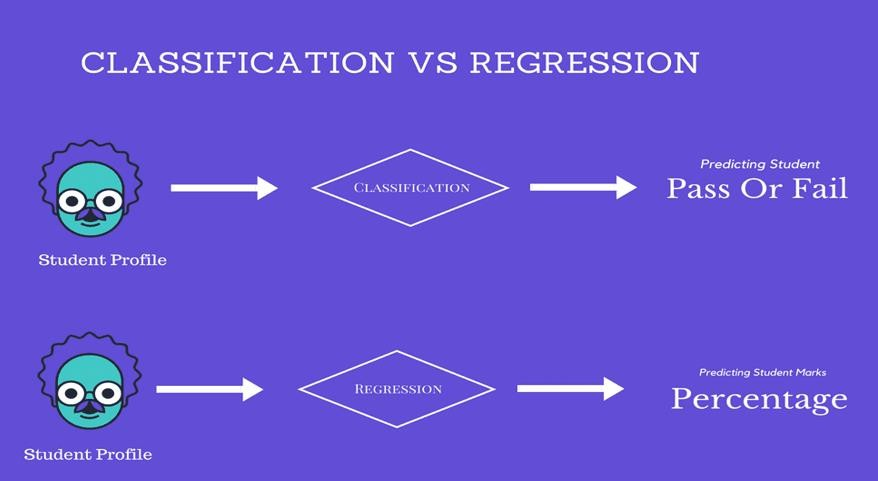 CLASSIFICATION VS REGRESSION
Classification
Predicting Student
Pass Or Fail
Student Profile
Regression
Predicting Student Marks
Percentage
Student Profile